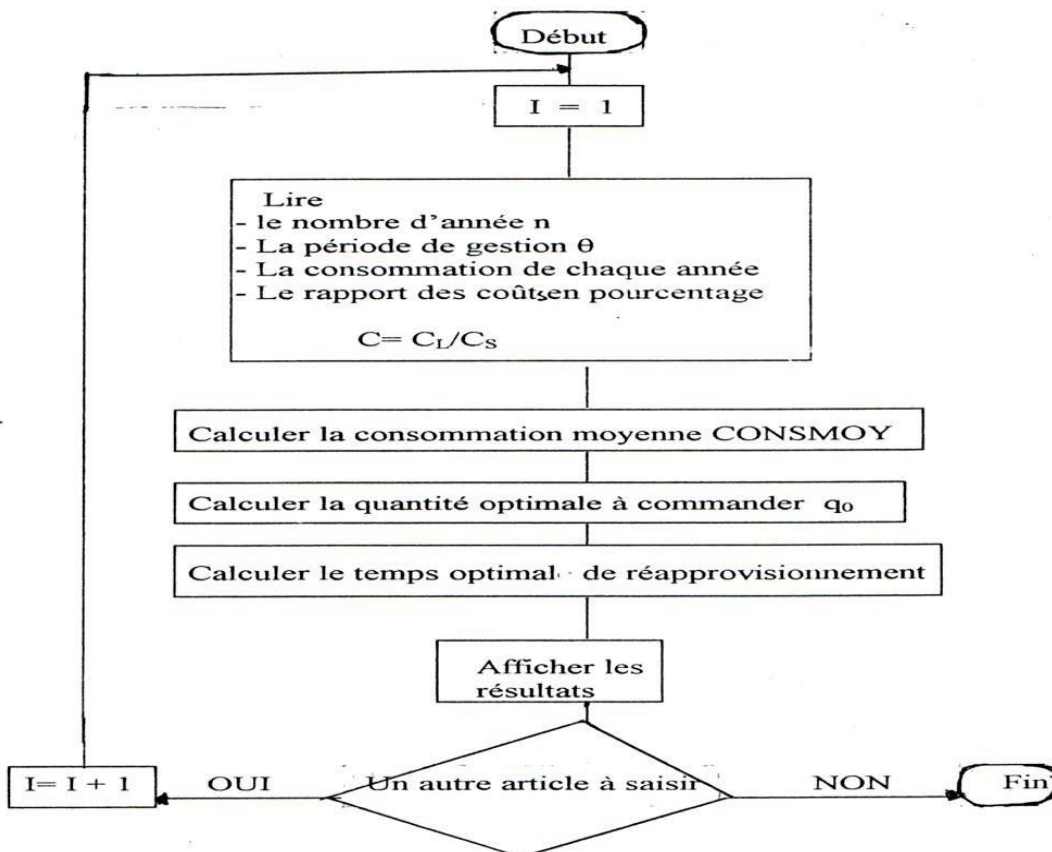 Début
I = 1
Lire
- le nombre d'année n
- La période de gestion θ
- La consommation de chaque année
- Le rapport des coûts en pourcentage
C= CL/CS
Calculer la consommation moyenne CONSMOY
Calculer la quantité optimale à commander q0
Calculer le temps optimal de réapprovisionnement
Afficher les
résultats
I= I + 1
OUI
Un autre article à saisir
NON
Fin